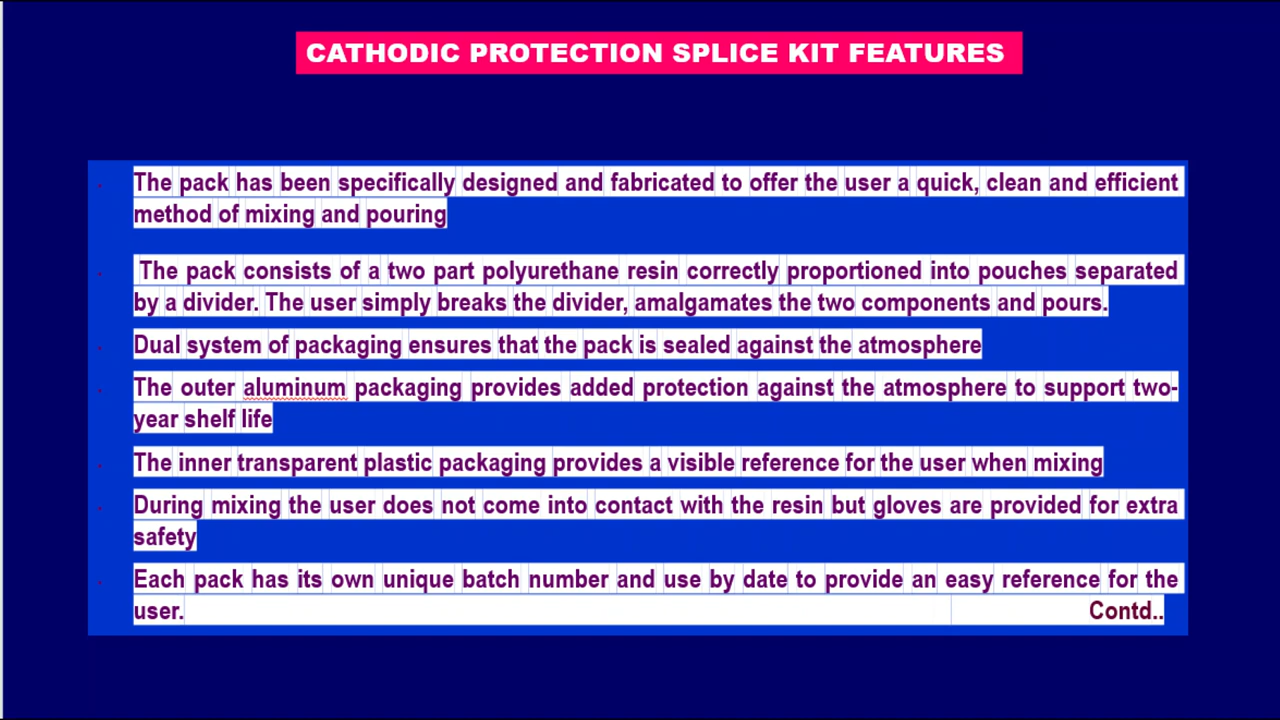 CATHODIC PROTECTION SPLICE KIT FEATURES
The pack has been specifically designed and fabricated to offer the user a quick, clean and efficient
method of mixing and pouring
The pack consists of a two part polyurethane resin correctly proportioned into pouches separated
by a divider. The user simply breaks the divider, amalgamates the two components and pours.
Dual system of packaging ensures that the pack is sealed against the atmosphere
The outer aluminum packaging provides added protection against the atmosphere to support two-
year shelf life
The inner transparent plastic packaging provides a visible reference for the user when mixing
During mixing the user does not come into contact with the resin but gloves are provided for extra
safety
Each pack has its own unique batch number and use by date to provide an easy reference for the
user. Contd..